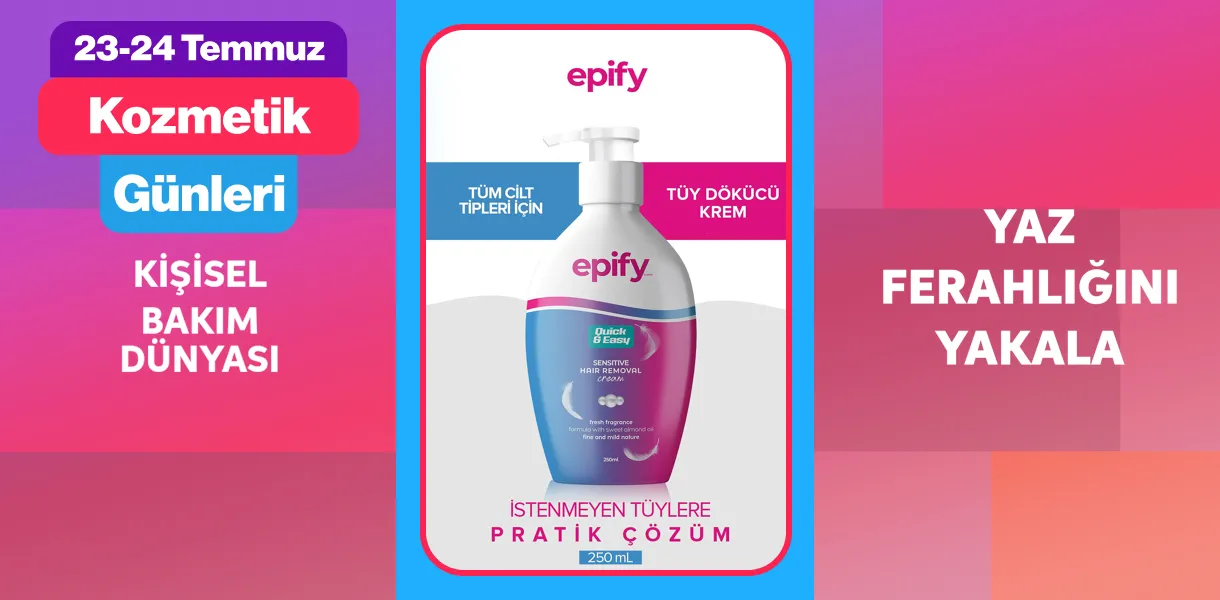 23-24 Temmuz
Kozmetik
Günleri
KİŞİSEL
BAKIM
DÜNYASI
epify
TÜM CİLT
TİPLERİ İÇİN
TÜY DÖKÜCÜ
KREM
epify
Quick
& Easy
SENSITIVE
HAIR REMOVAL
cream
fresh fragrance
formula with sweet almond oil
fine and mild nature
250ml
İSTENMEYEN TÜYLERE
PRATİK ÇÖZÜM
250 mL
YAZ
FERAHLIĞINI
YAKALA